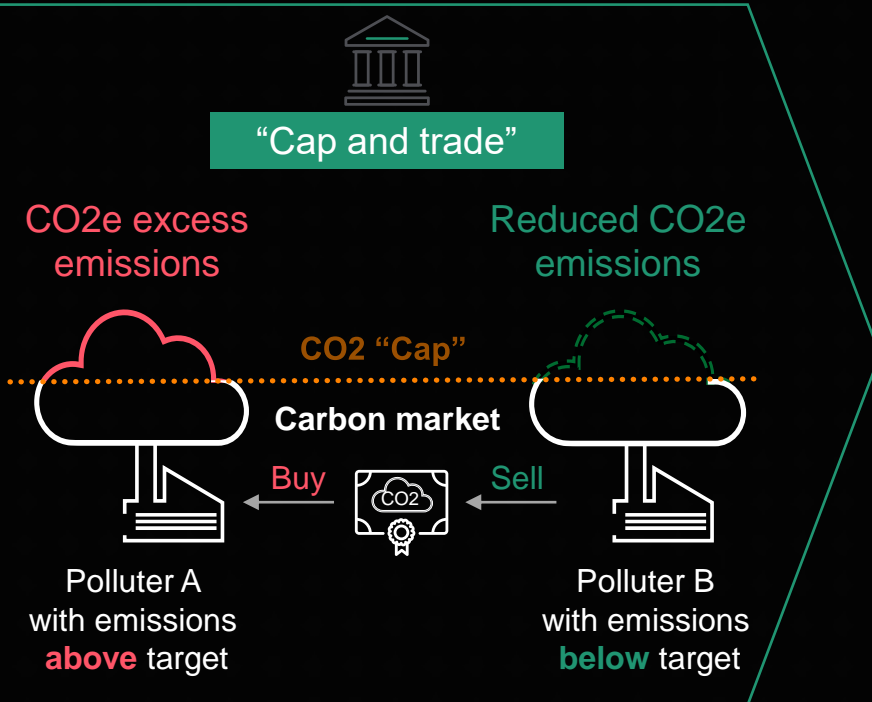 “Cap and trade”
CO2e excess
emissions
Reduced CO2e
emissions
CO2 “Cap”
Carbon market
Buy
CO2
Sell
Polluter A
with emissions
above target
Polluter B
with emissions
below target